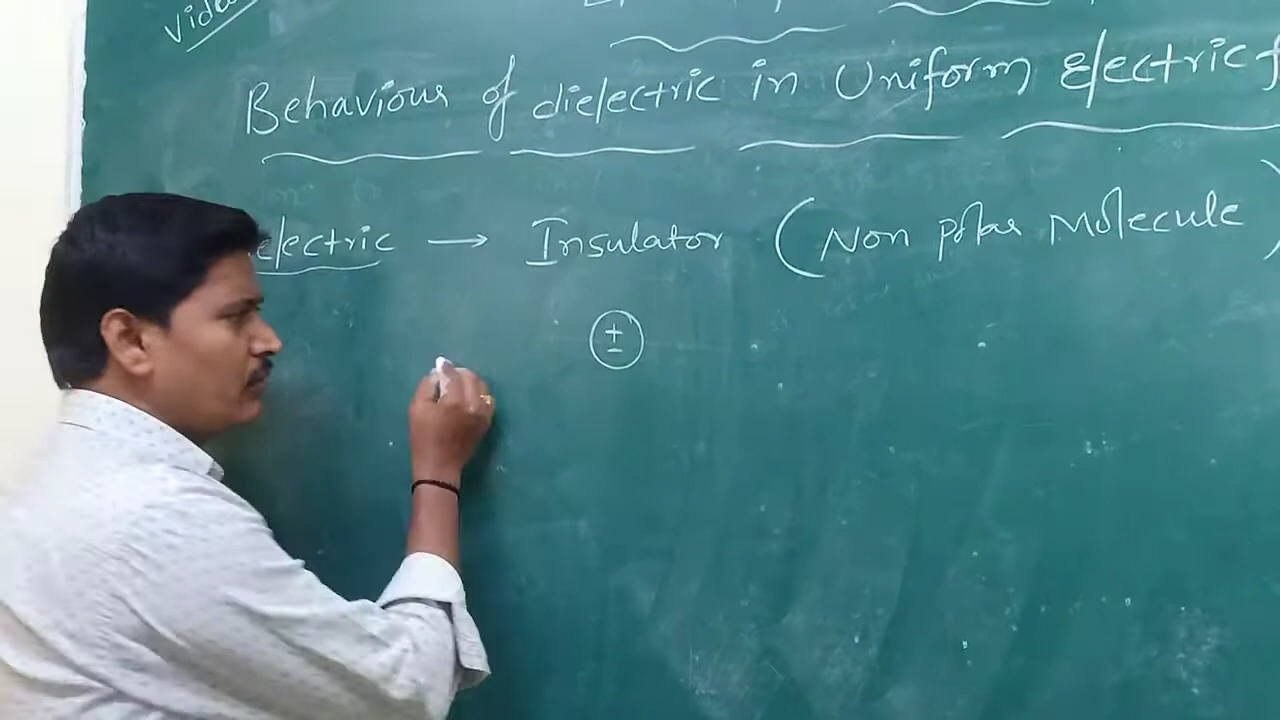 Behaviour of dielectric in Uniform Electric f
electric → Insulator (Non polar Molecule)
+
−